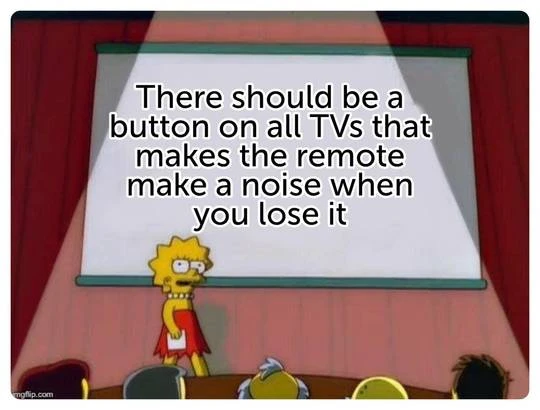 There should be a
button on all TVs that
makes the remote
make a noise when
you lose it
imgflip.com